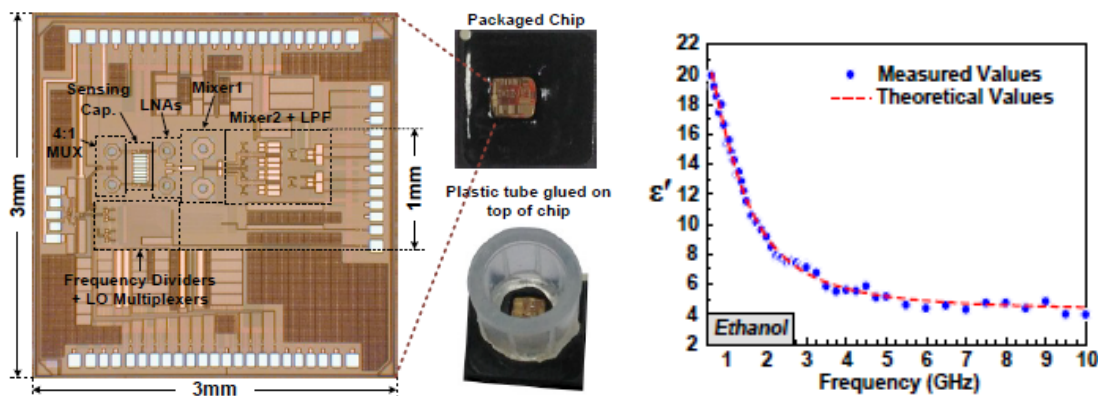 Sensing
Cap.
LNAs
Mixer1
Mixer2 + LPF
4:1
MUX
Frequency Dividers
+ LO Multiplexers
3mm
1mm
3mm
Packaged Chip
Plastic tube glued on
top of chip
22
20
18
16
14
12
10
8
6
4
2
ε′
Measured Values
Theoretical Values
Ethanol
1 2 3 4 5 6 7 8 9 10
Frequency (GHz)